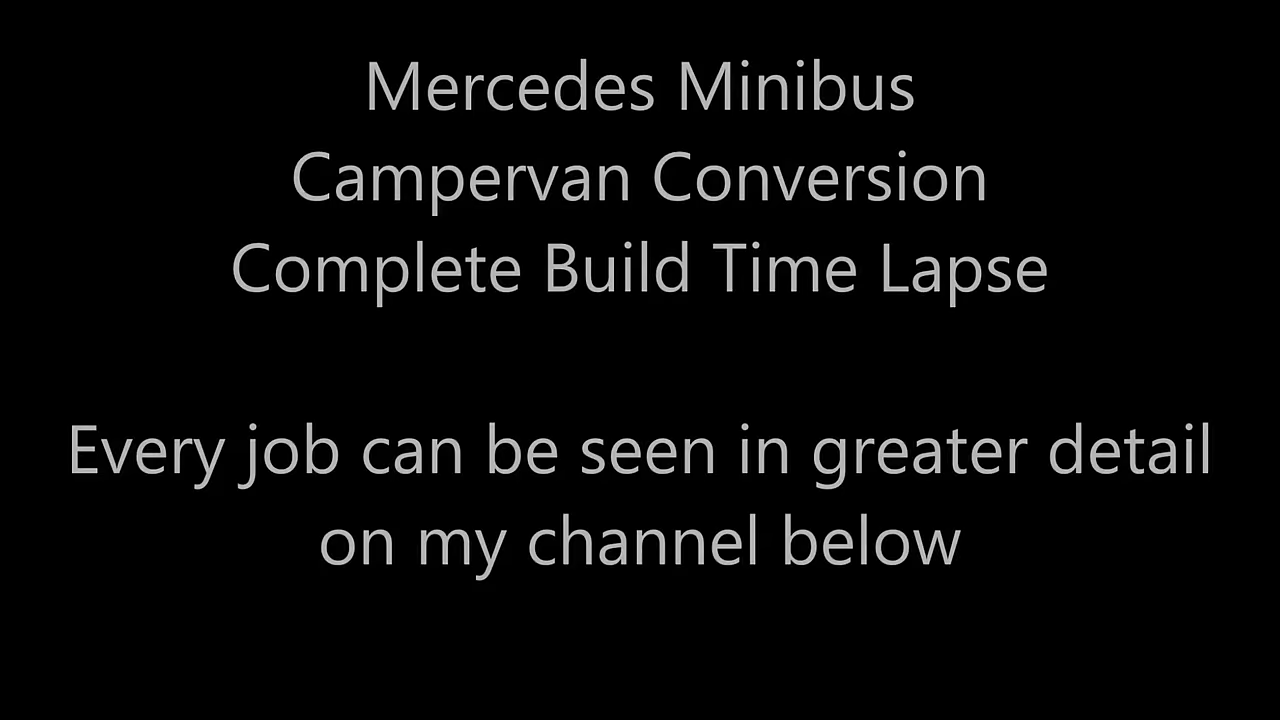 Mercedes Minibus
Campervan Conversion
Complete Build Time Lapse
Every job can be seen in greater detail
on my channel below